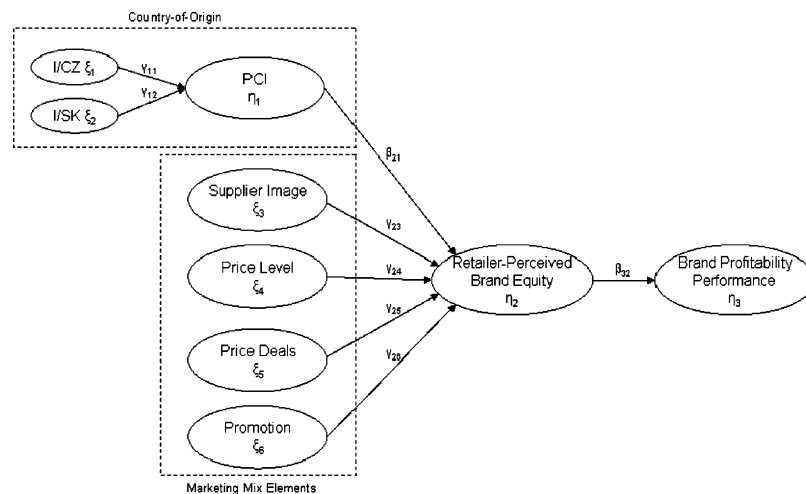 Country-of-Origin
I/CZ ξ1
γ11
I/SK ξ2
γ12
PCI
η1
β21
Supplier Image
ξ3
γ23
Price Level
ξ4
γ24
Retailer-Perceived
Brand Equity
η2
β32
Brand Profitability
Performance
η3
Price Deals
ξ5
γ25
Promotion
ξ6
γ26
Marketing Mix Elements